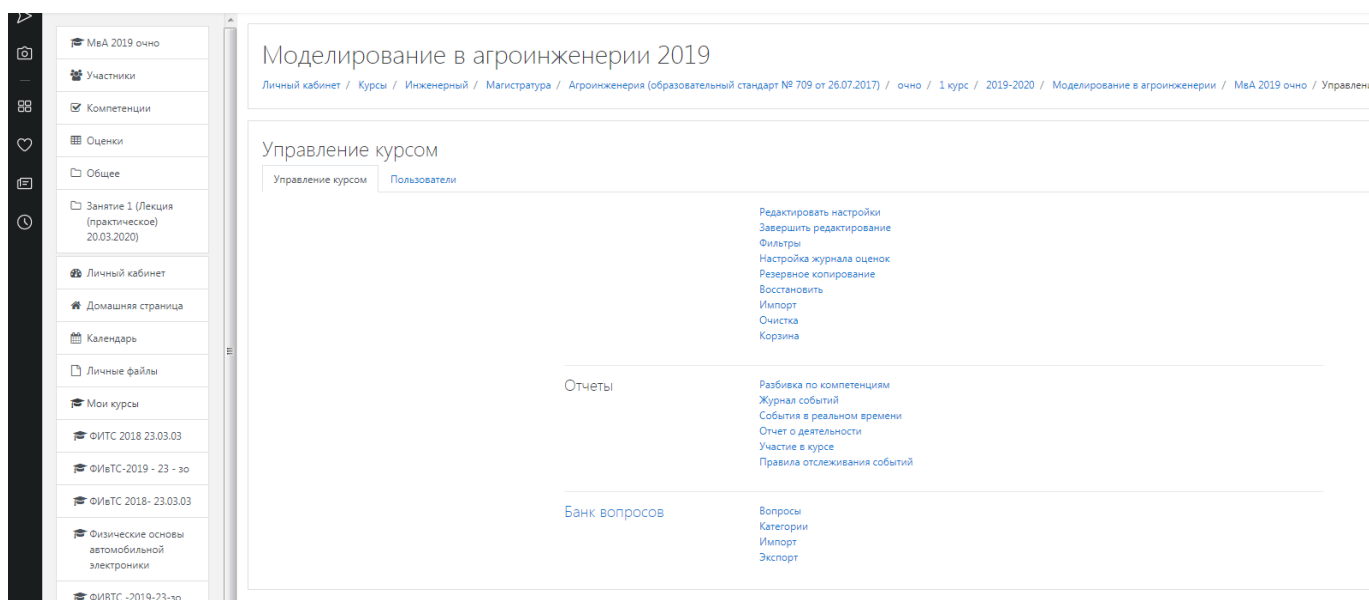 МвА 2019 очно
Участники
Компетенции
Оценки
Общее
Занятие 1 (Лекция
(практическое)
20.03.2020)
Личный кабинет
Домашняя страница
Календарь
Личные файлы
Мои курсы
ФИТС 2018 23.03.03
ФИвТС-2019 - 23 - зо
ФИвТС 2018- 23.03.03
Физические основы
автомобильной
электроники
ФИВТС -2019-23-зо
Моделирование в агроинженерии 2019
Личный кабинет / Курсы / Инженерный / Магистратура / Агроинженерия (образовательный стандарт № 709 от 26.07.2017) / очно / 1 курс / 2019-2020 / Моделирование в агроинженерии / МвА 2019 очно / Управлен
Управление курсом
Управление курсом Пользователи
Редактировать настройки
Завершить редактирование
Фильтры
Настройка журнала оценок
Резервное копирование
Восстановить
Импорт
Очистка
Корзина
Отчеты
Разбивка по компетенциям
Журнал событий
События в реальном времени
Отчет о деятельности
Участие в курсе
Правила отслеживания событий
Банк вопросов
Вопросы
Категории
Импорт
Экспорт